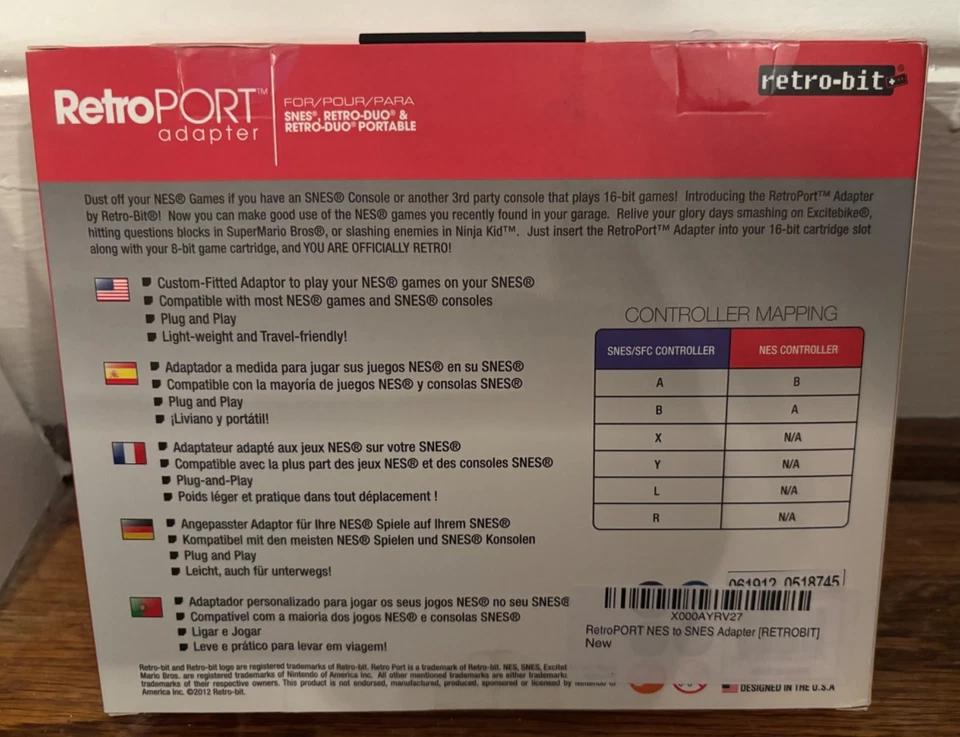 RetroPORT™
adapter
FOR/POUR/PARA
SNES®, RETRO-DUO® &
RETRO-DUO® PORTABLE
retro-bit
Dust off your NES® Games if you have an SNES® Console or another 3rd party console that plays 16-bit games! Introducing the RetroPort™ Adapter
by Retro-Bit®! Now you can make good use of the NES® games you recently found in your garage. Relive your glory days smashing on Excitebike®,
hitting questions blocks in SuperMario Bros®, or slashing enemies in Ninja Kid™. Just insert the RetroPort™ Adapter into your 16-bit cartridge slot
along with your 8-bit game cartridge, and YOU ARE OFFICIALLY RETRO!
Custom-Fitted Adaptor to play your NES® games on your SNES®
Compatible with most NES® games and SNES® consoles
Plug and Play
Light-weight and Travel-friendly!
Adaptador a medida para jugar sus juegos NES® en su SNES®
Compatible con la mayoría de juegos NES® y consolas SNES®
Plug and Play
¡Liviano y portátil!
Adaptateur adapté aux jeux NES® sur votre SNES®
Compatible avec la plus part des jeux NES® et des consoles SNES®
Plug-and-Play
Poids léger et pratique dans tout déplacement !
Angepasster Adaptor für Ihre NES® Spiele auf Ihrem SNES®
Kompatibel mit den meisten NES® Spielen und SNES® Konsolen
Plug and Play
Leicht, auch für unterwegs!
Adaptador personalizado para jogar os seus jogos NES® no seu SNES®
Compatível com a maioria dos jogos NES® e consolas SNES®
Ligar e Jogar
Leve e prático para levar em viagem!
CONTROLLER MAPPING
SNES/SFC CONTROLLER NES CONTROLLER
A B
B A
X N/A
Y N/A
L N/A
R N/A
061912 0518745
X000AYRV27
RetroPORT NES to SNES Adapter [RETROBIT]
New
Retro-bit and Retro-bit logo are registered trademarks of Retro-bit. Retro Port is a trademark of Retro-bit. NES, SNES, Excitet
Mario Bros. are registered trademarks of Nintendo of America Inc. All other mentioned trademarks are either trademark
trademarks of their respective owners. This product is not endorsed, manufactured, produced, sponsored or licensed by Nintendo of
America Inc. ©2012 Retro-bit.
DESIGNED IN THE U.S.A